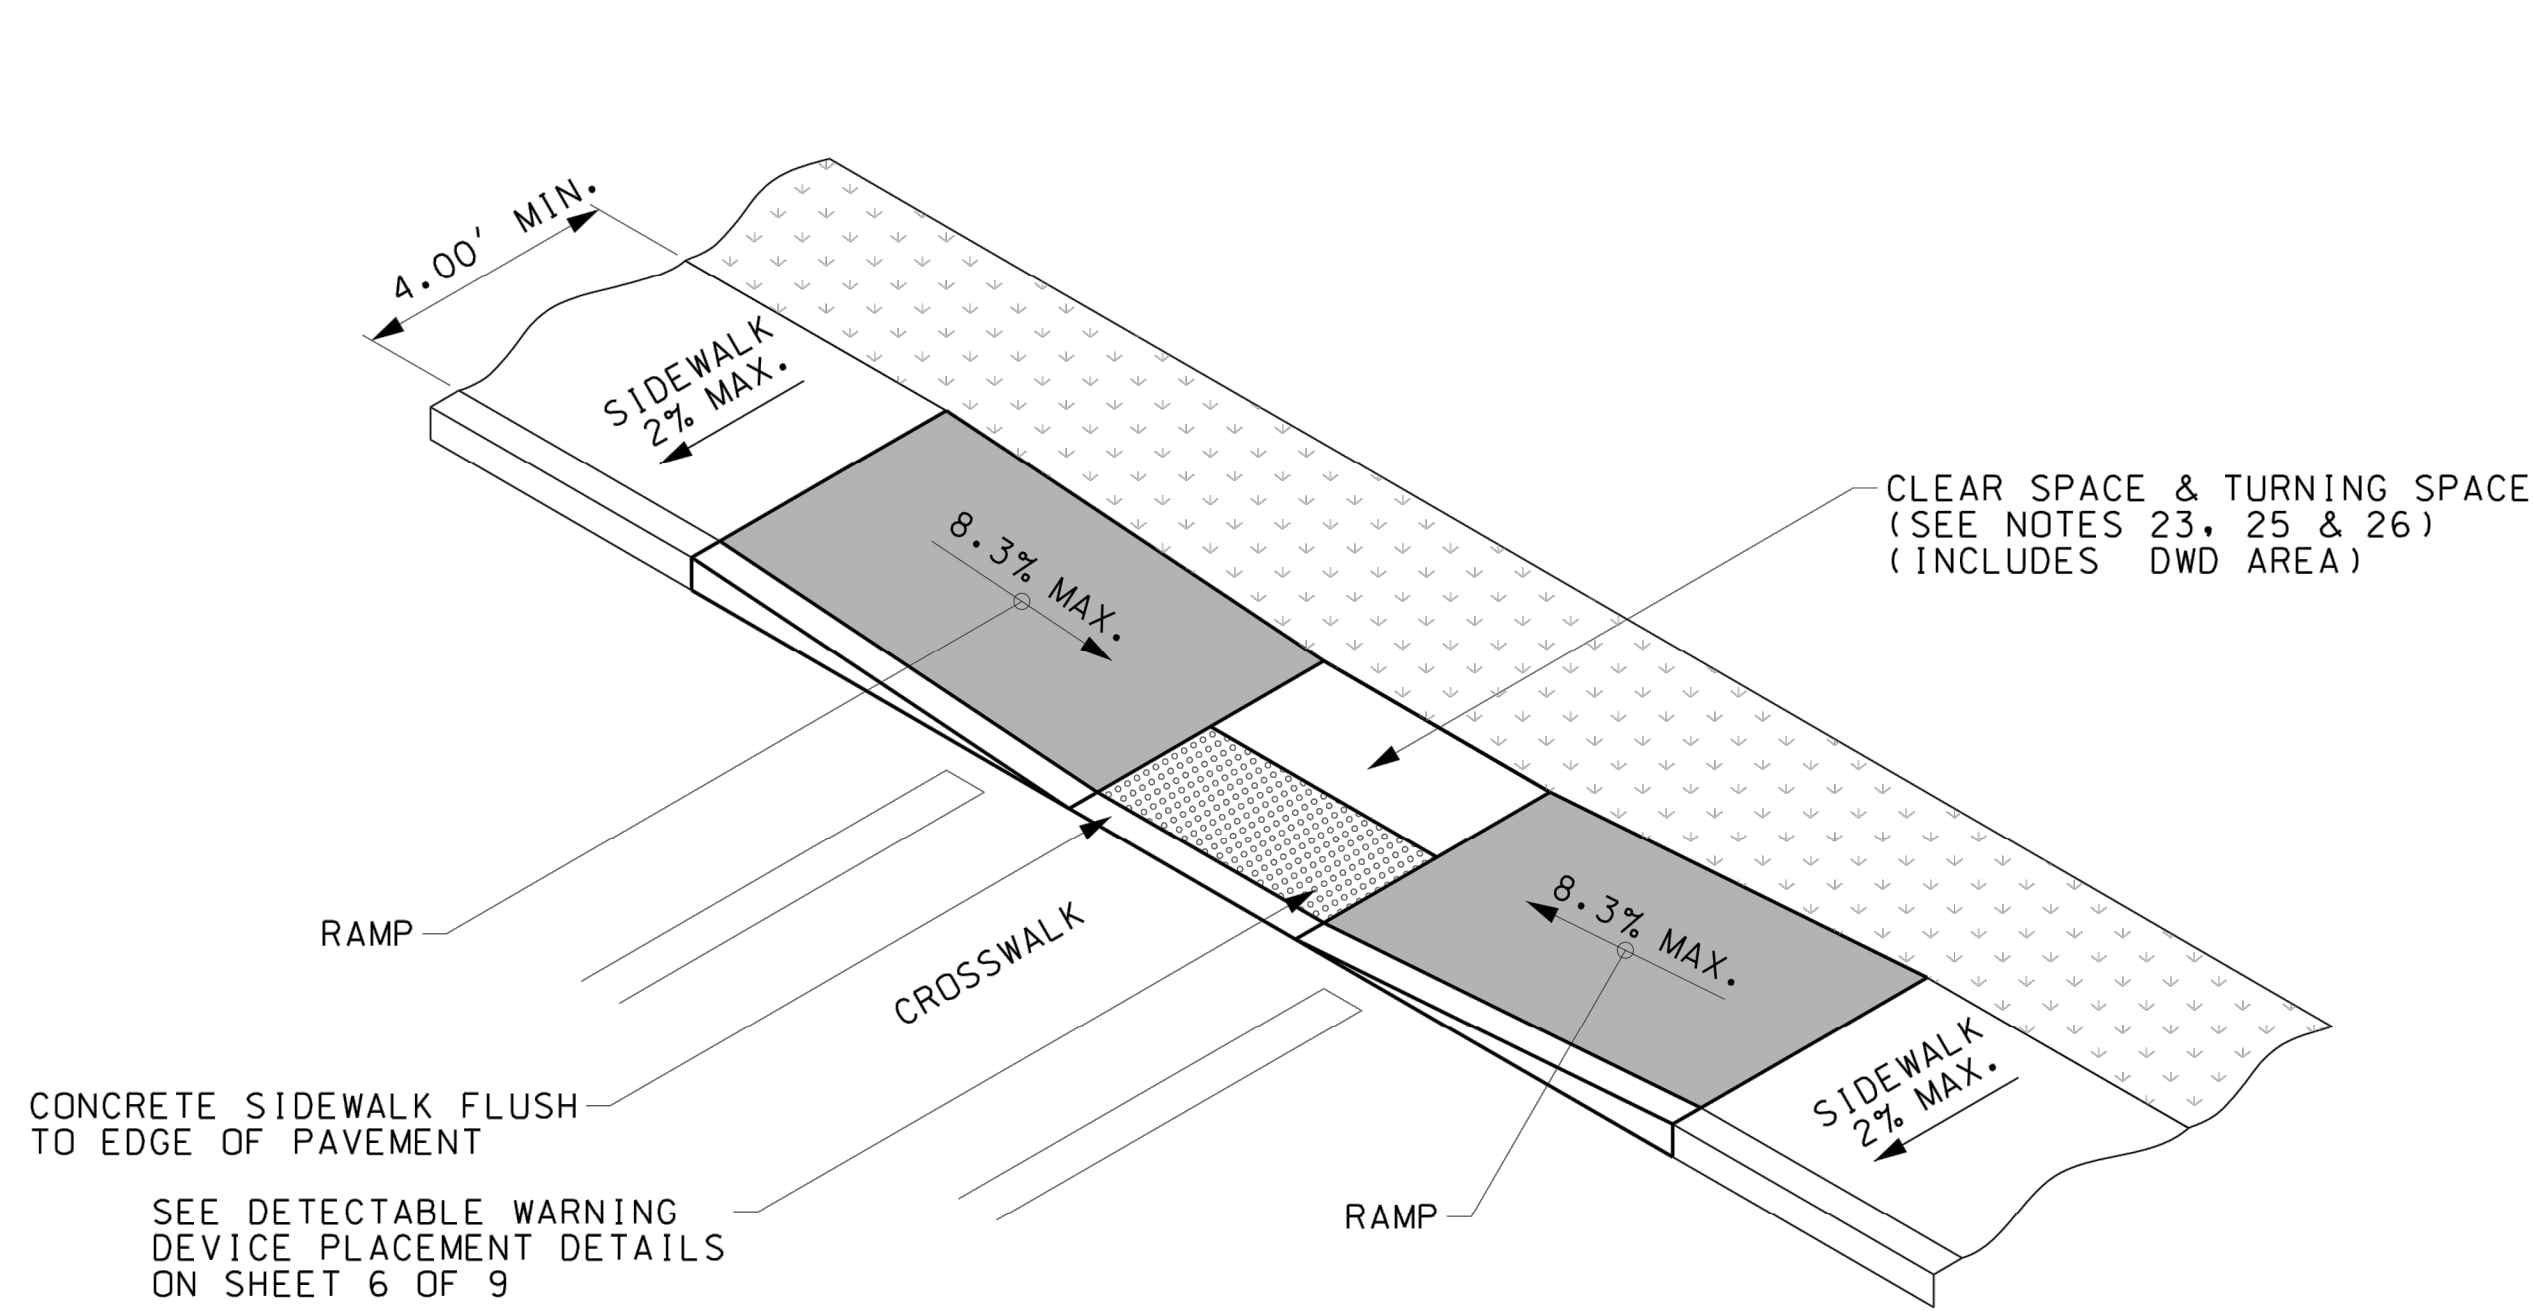 4.00' MIN.
SIDEWALK
2% MAX.
8.3% MAX.
CLEAR SPACE & TURNING SPACE
(SEE NOTES 23, 25 & 26)
(INCLUDES DWD AREA)
RAMP
CROSSWALK
8.3% MAX.
SIDEWALK
2% MAX.
CONCRETE SIDEWALK FLUSH
TO EDGE OF PAVEMENT
SEE DETECTABLE WARNING
DEVICE PLACEMENT DETAILS
ON SHEET 6 OF 9
RAMP